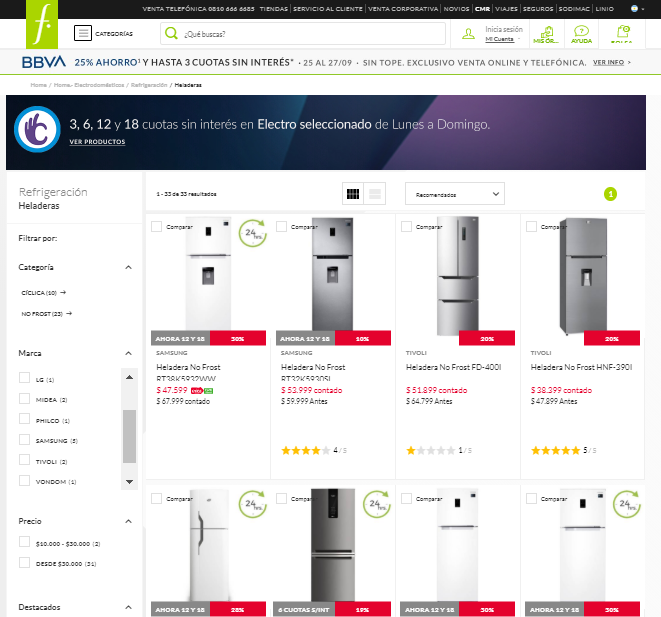 VENTA TELEFÓNICA 0810 666 6685 TIENDAS SERVICIO AL CLIENTE VENTA CORPORATIVA NOVIOS CMR VIAJES SEGUROS SODIMAC LINIO
f.
CATEGORÍAS
¿Qué buscas?
Inicia sesión
Mi Cuenta
MIS ÓR...
AYUDA
BBVA 25% AHORRO¹ Y HASTA 3 CUOTAS SIN INTERÉS* · 25 AL 27/09 · SIN TOPE. EXCLUSIVO VENTA ONLINE Y TELEFÓNICA. VER INFO >
Home / Home. Electrodomésticos / Refrigeración / Heladeras
3, 6, 12 y 18 cuotas sin interés en Electro seleccionado de Lunes a Domingo.
VER PRODUCTOS
Refrigeración
Heladeras
1 - 33 de 33 resultados
Recomendados
1
Filtrar por:
Categoría
CÍCLICA (10) →
NO FROST (23) →
Marca
LG (1)
MIDEA (2)
PHILCO (1)
SAMSUNG (5)
TIVOLI (2)
VONDOM (1)
Precio
$10.000 - $30.000 (2)
DESDE $30.000 (31)
Destacados
Comparar
24 hrs.
Comparar
Comparar
Comparar
AHORA 12 Y 18 30%
AHORA 12 Y 18 10%
20%
20%
SAMSUNG
Heladera No Frost
RT38K5932WW
$ 47.599
$ 67.999 contado
SAMSUNG
Heladera No Frost
RT32K5930SL
$ 53.999 contado
$ 59.999 Antes
4 / 5
TIVOLI
Heladera No Frost FD-400I
$ 51.899 contado
$ 64.799 Antes
1 / 5
TIVOLI
Heladera No Frost HNF-390I
$ 38.399 contado
$ 47.899 Antes
5 / 5
Comparar
24 hrs.
Comparar
24 hrs.
Comparar
Comparar
24 hrs.
AHORA 12 Y 18 28%
6 CUOTAS S/INT 19%
AHORA 12 Y 18 30%
AHORA 12 Y 18 30%